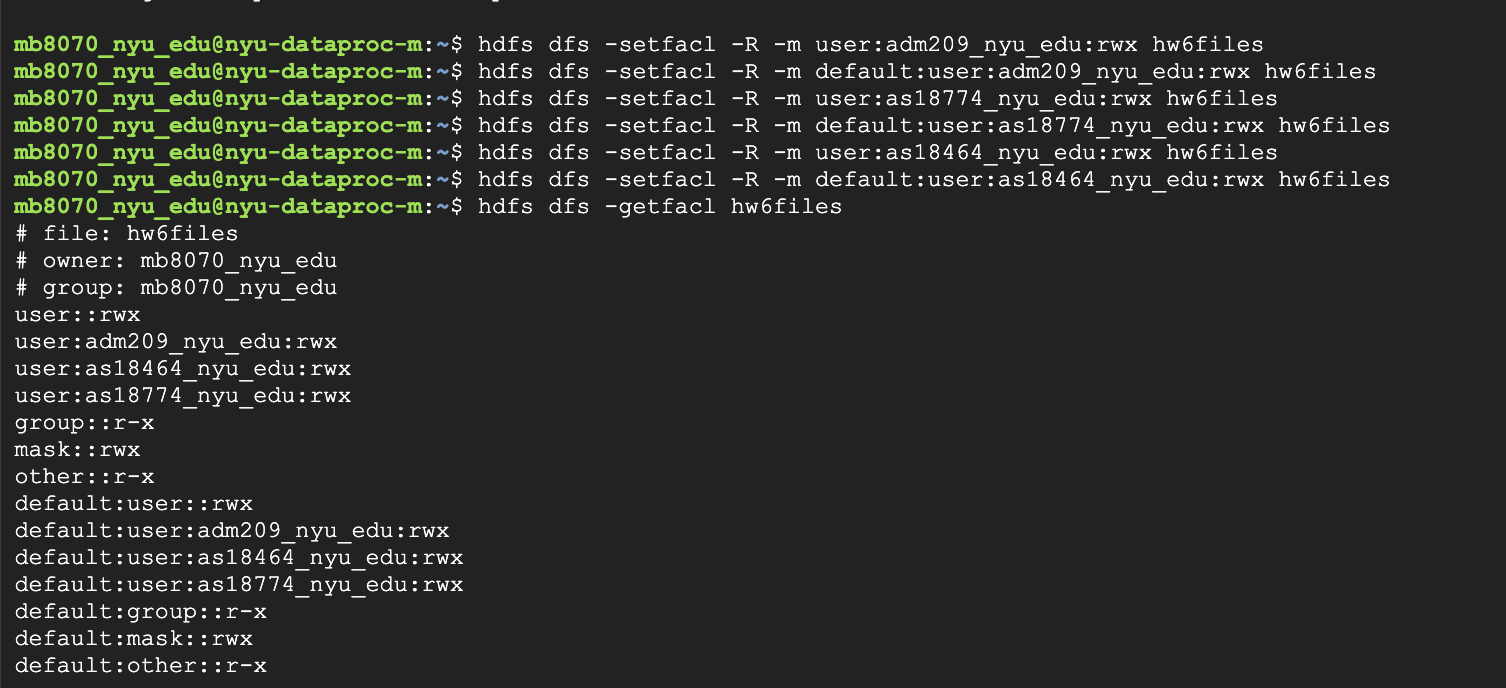 mb8070_nyu_edu@nyu-dataproc-m:~$ hdfs dfs -setfacl -R -m user:adm209_nyu_edu:rwx hw6files
mb8070_nyu_edu@nyu-dataproc-m:~$ hdfs dfs -setfacl -R -m default:user:adm209_nyu_edu:rwx hw6files
mb8070_nyu_edu@nyu-dataproc-m:~$ hdfs dfs -setfacl -R -m user:as18774_nyu_edu:rwx hw6files
mb8070_nyu_edu@nyu-dataproc-m:~$ hdfs dfs -setfacl -R -m default:user:as18774_nyu_edu:rwx hw6files
mb8070_nyu_edu@nyu-dataproc-m:~$ hdfs dfs -setfacl -R -m user:as18464_nyu_edu:rwx hw6files
mb8070_nyu_edu@nyu-dataproc-m:~$ hdfs dfs -setfacl -R -m default:user:as18464_nyu_edu:rwx hw6files
mb8070_nyu_edu@nyu-dataproc-m:~$ hdfs dfs -getfacl hw6files
# file: hw6files
# owner: mb8070_nyu_edu
# group: mb8070_nyu_edu
user::rwx
user:adm209_nyu_edu:rwx
user:as18464_nyu_edu:rwx
user:as18774_nyu_edu:rwx
group::r-x
mask::rwx
other::r-x
default:user::rwx
default:user:adm209_nyu_edu:rwx
default:user:as18464_nyu_edu:rwx
default:user:as18774_nyu_edu:rwx
default:group::r-x
default:mask::rwx
default:other::r-x